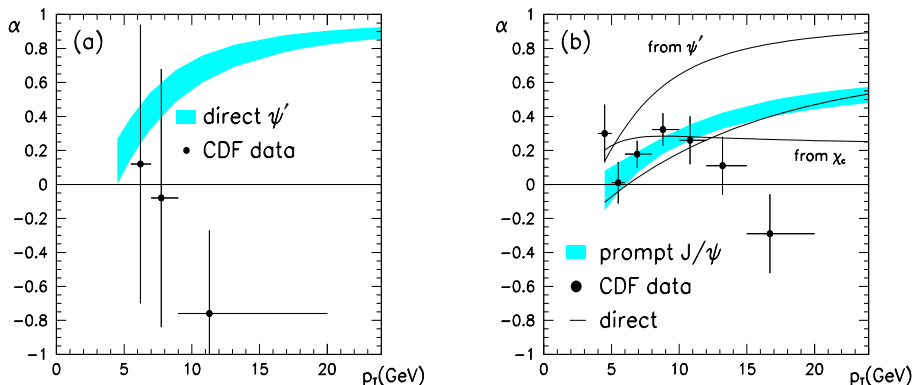 α
(a)
1
0.8
0.6
0.4
0.2
0
−0.2
−0.4
−0.6
−0.8
−1
direct ψ′
CDF data
0 5 10 15 20
p_T(GeV)
α
(b)
1
0.8
0.6
0.4
0.2
0
−0.2
−0.4
−0.6
−0.8
−1
from ψ′
from χ_c
prompt J/ψ
CDF data
direct
0 5 10 15 20
p_T(GeV)